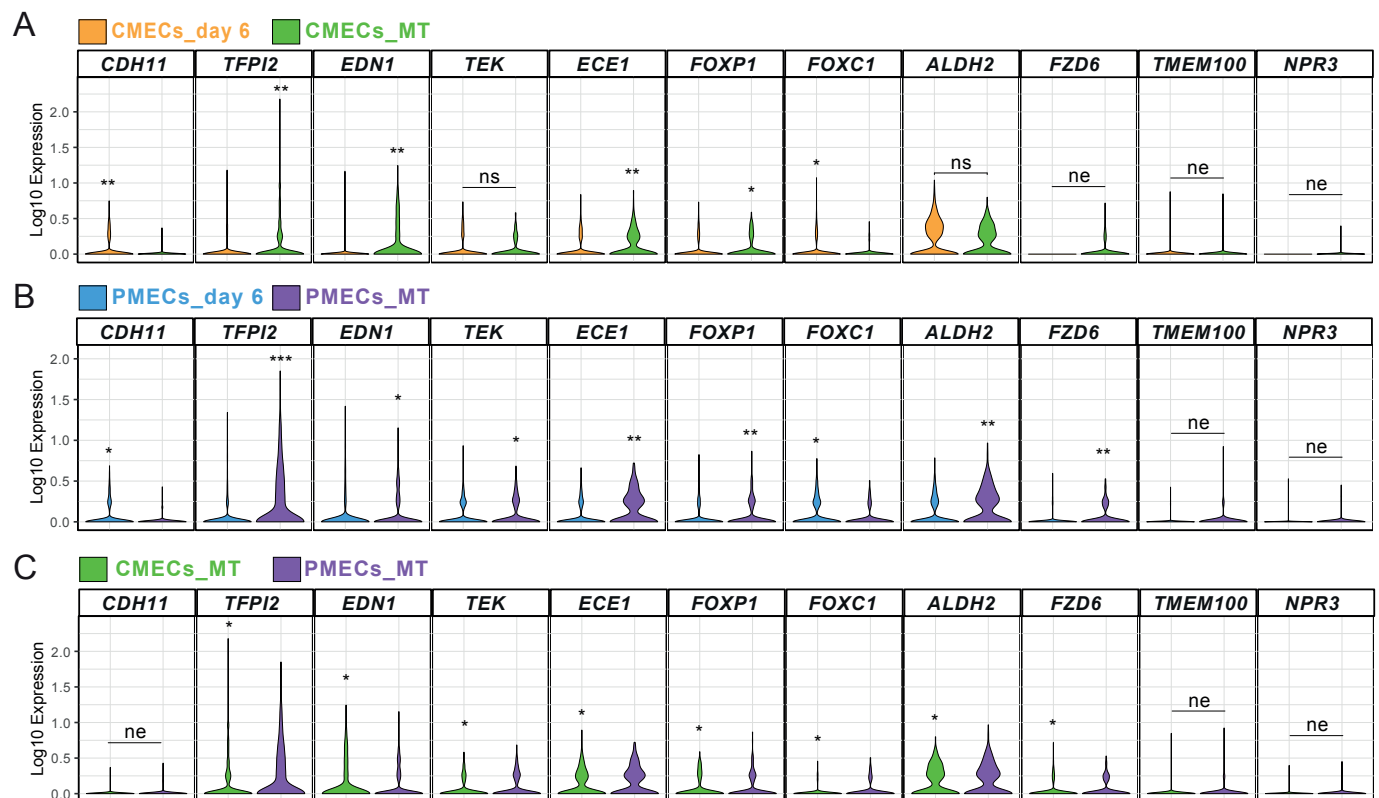 A
CMECs_day 6 CMECs_MT
CDH11 TFPI2 EDN1 TEK ECE1 FOXP1 FOXC1 ALDH2 FZD6 TMEM100 NPR3
Log10 Expression
2.0
1.5
1.0
0.5
0.0
** ** ** ns ** * * ns ne ne ne
B
PMECs_day 6 PMECs_MT
CDH11 TFPI2 EDN1 TEK ECE1 FOXP1 FOXC1 ALDH2 FZD6 TMEM100 NPR3
Log10 Expression
2.0
1.5
1.0
0.5
0.0
* *** * * ** ** * ** ** ne ne
C
CMECs_MT PMECs_MT
CDH11 TFPI2 EDN1 TEK ECE1 FOXP1 FOXC1 ALDH2 FZD6 TMEM100 NPR3
Log10 Expression
2.0
1.5
1.0
0.5
0.0
ne * * * * * * * * ne ne